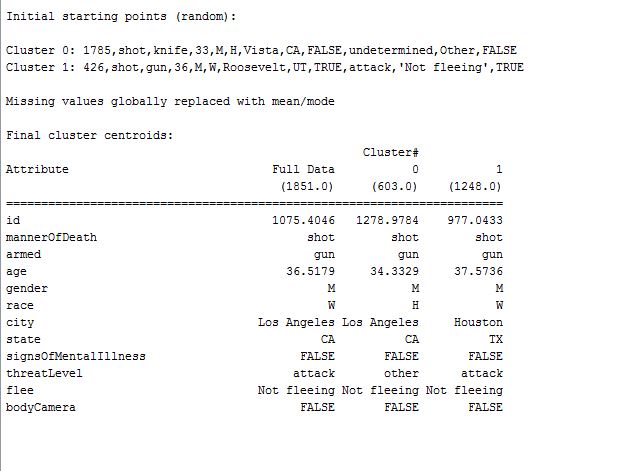 Initial starting points (random):
Cluster 0: 1785,shot,knife,33,M,H,Vista,CA,FALSE,undetermined,Other,FALSE
Cluster 1: 426,shot,gun,36,M,W,Roosevelt,UT,TRUE,attack,'Not fleeing',TRUE
Missing values globally replaced with mean/mode
Final cluster centroids:
Cluster#
Attribute Full Data 0 1
(1851.0) (603.0) (1248.0)
================================================================
id 1075.4046 1278.9784 977.0433
mannerOfDeath shot shot shot
armed gun gun gun
age 36.5179 34.3329 37.5736
gender M M M
race W H W
city Los Angeles Los Angeles Houston
state CA CA TX
signsOfMentalIllness FALSE FALSE FALSE
threatLevel attack other attack
flee Not fleeing Not fleeing Not fleeing
bodyCamera FALSE FALSE FALSE